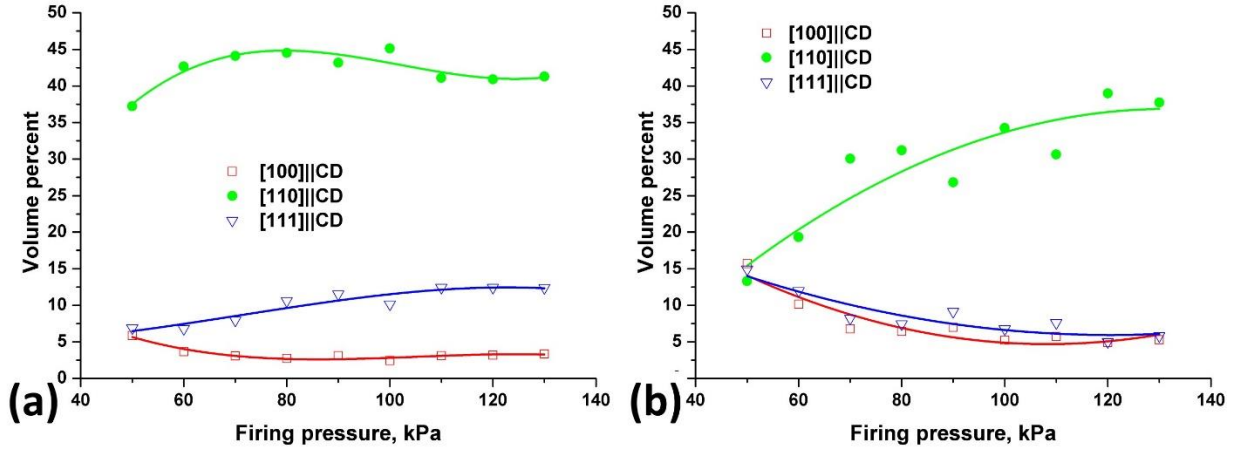 50
45
40
35
30
25
20
15
10
5
0
Volume percent
[100]||CD
[110]||CD
[111]||CD
40 60 80 100 120 140
Firing pressure, kPa
(a)
50
45
40
35
30
25
20
15
10
5
-
Volume percent
[100]||CD
[110]||CD
[111]||CD
40 60 80 100 120 140
Firing pressure, kPa
(b)